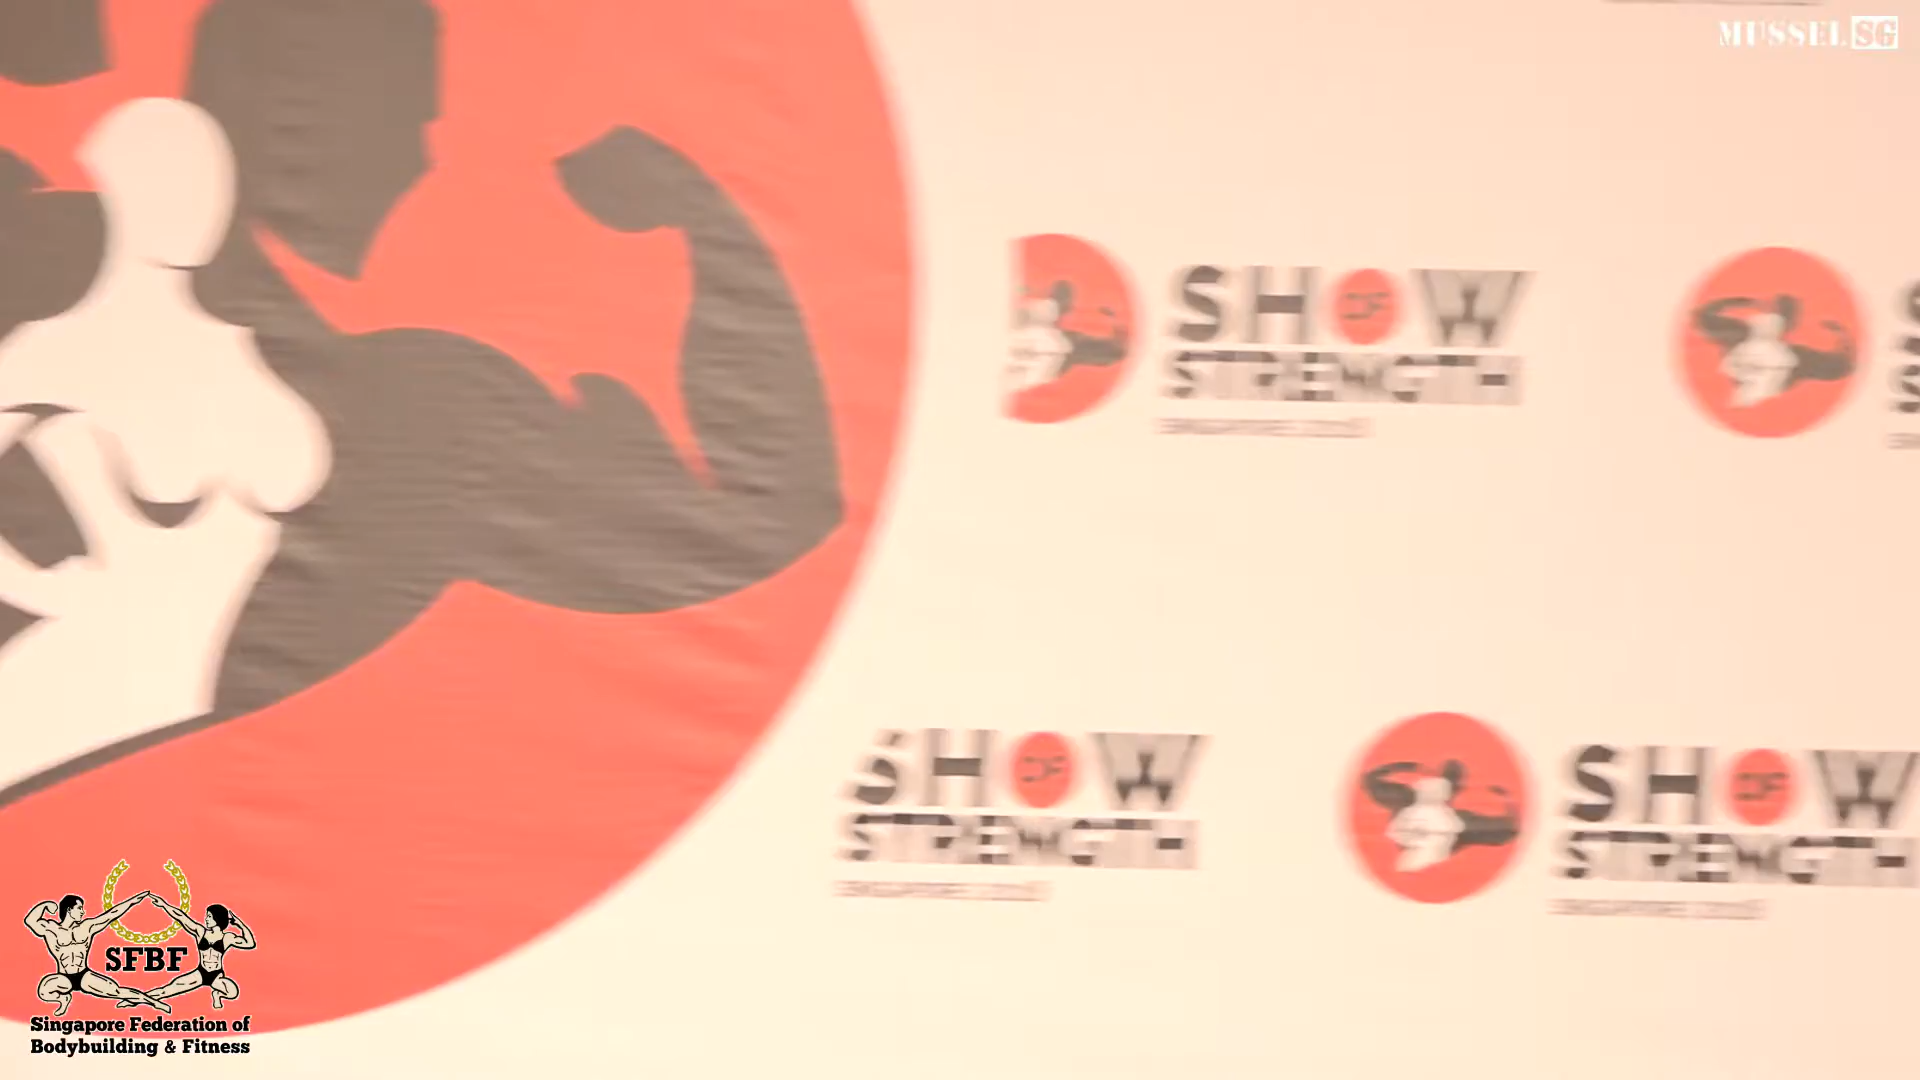 MUSSEL SG
SHOW
OF
STRENGTH
SHOW
OF
STRENGTH
SHOW
OF
STRENGTH
SFBF
Singapore Federation of
Bodybuilding & Fitness